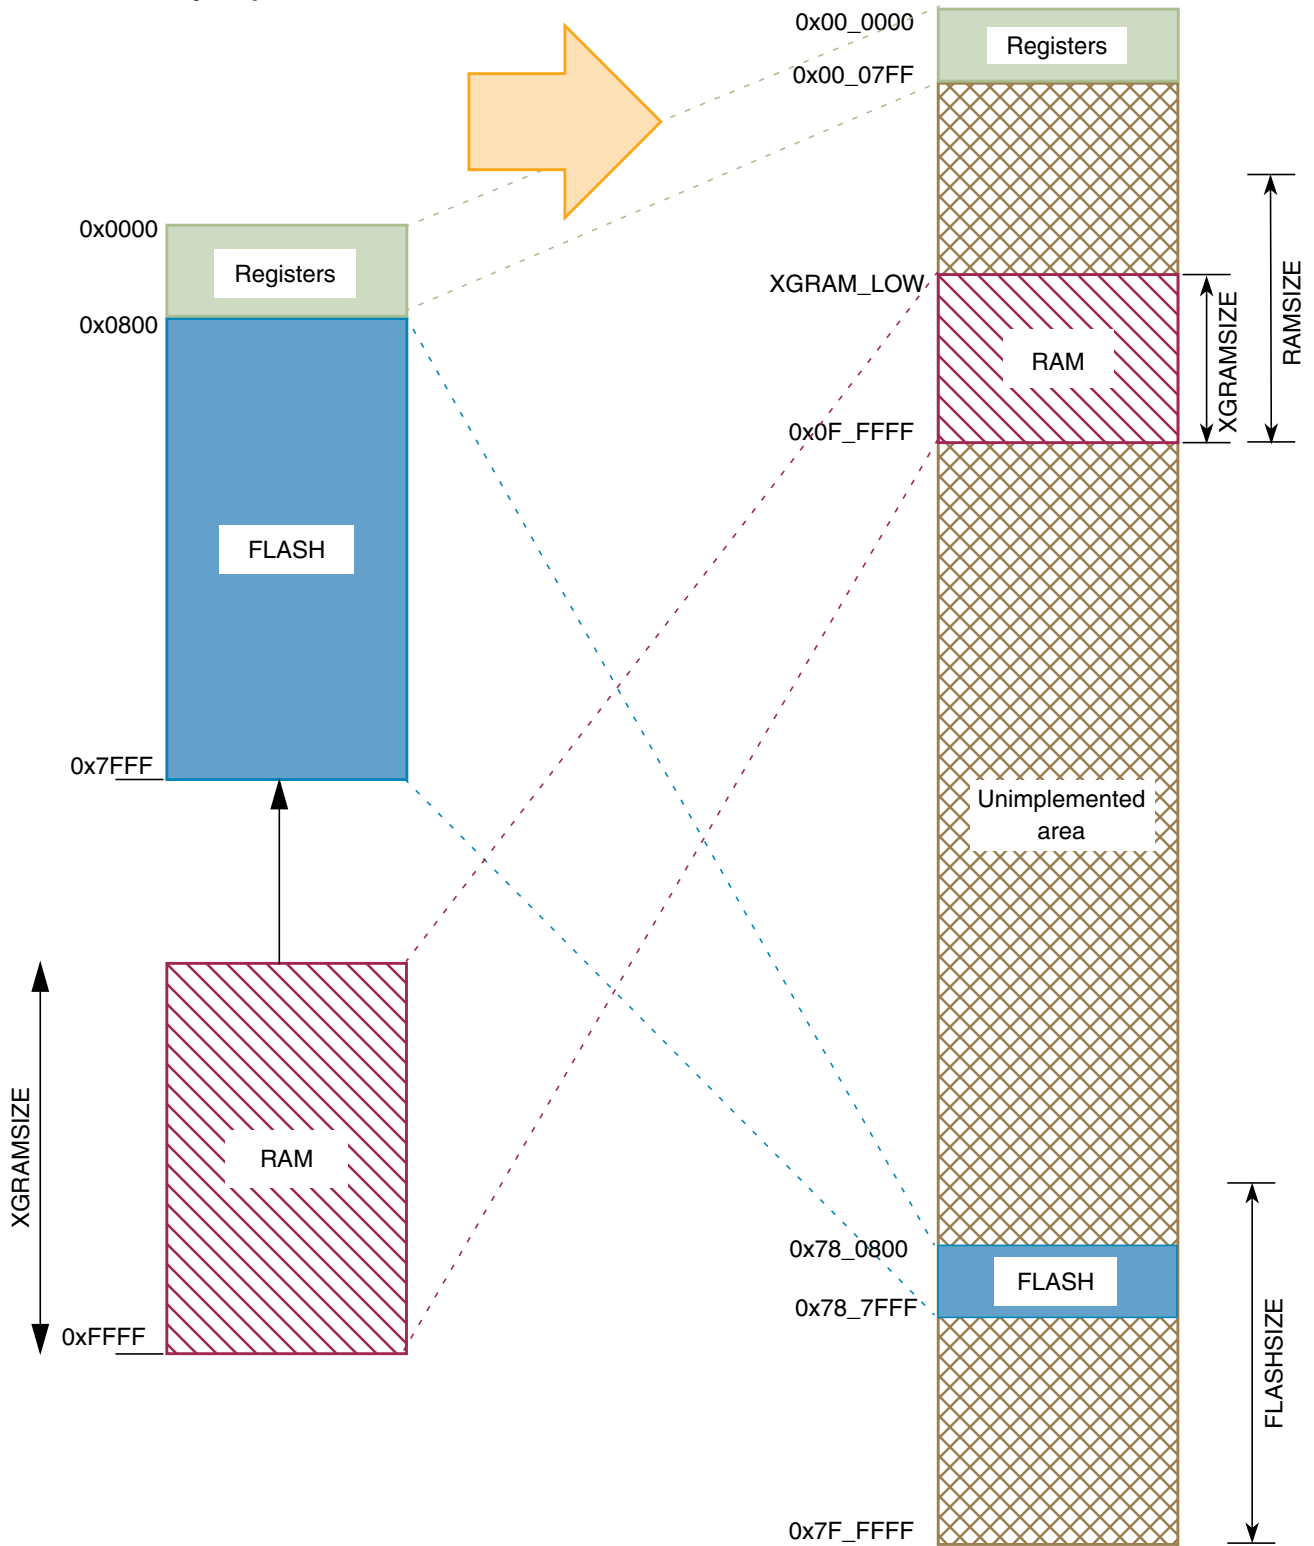 0x0000
Registers
0x0800
FLASH
0x7FFF
XGRAMSIZE
RAM
0xFFFF
0x00_0000
Registers
0x00_07FF
XGRAM_LOW
RAM
0x0F_FFFF
XGRAMSIZE
RAMSIZE
Unimplemented
area
0x78_0800
FLASH
0x78_7FFF
FLASHSIZE
0x7F_FFFF